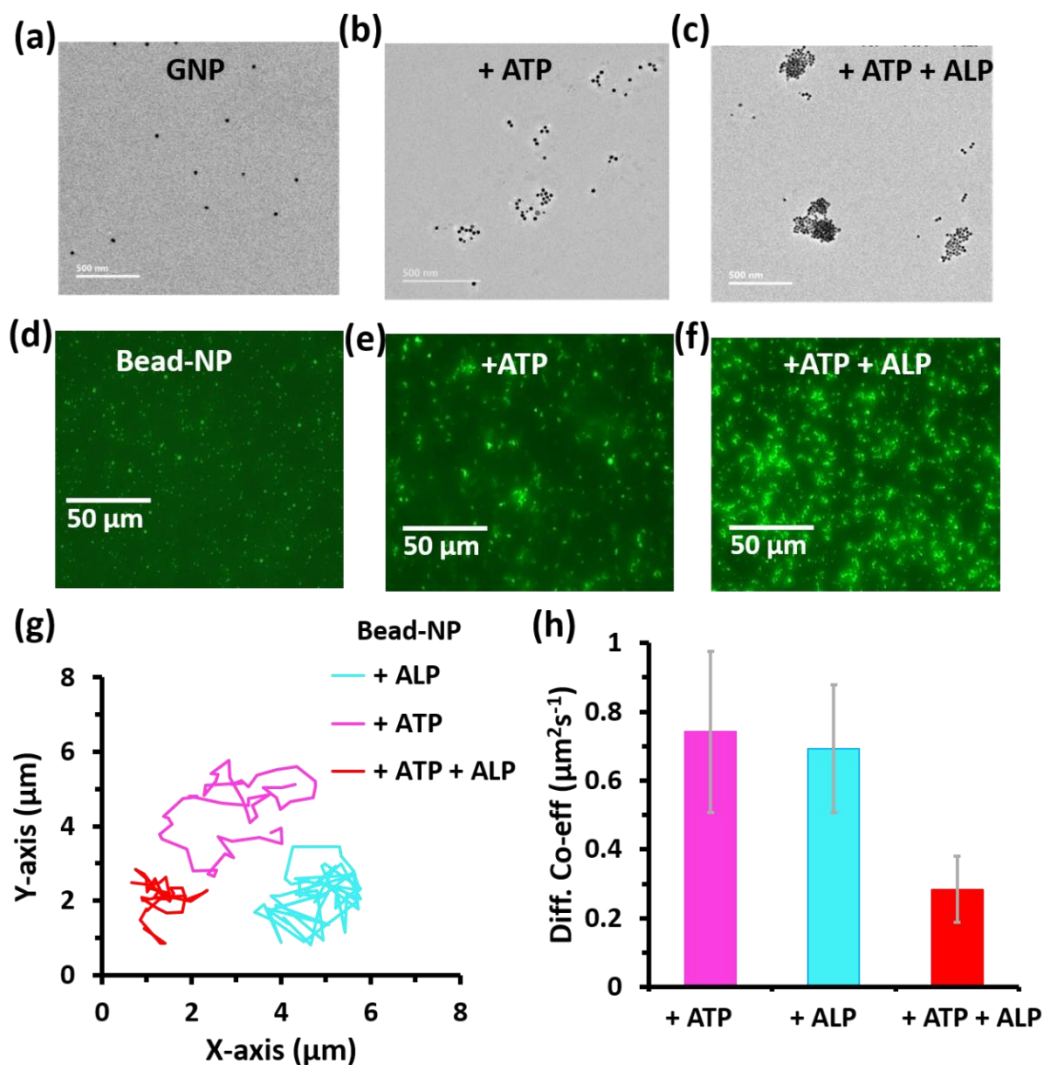 (a)
GNP
500 nm
(b)
+ ATP
500 nm
(c)
+ ATP + ALP
500 nm
(d)
Bead-NP
50 µm
(e)
+ATP
50 µm
(f)
+ATP + ALP
50 µm
(g)
Bead-NP
+ ALP
+ ATP
+ ATP + ALP
Y-axis (µm)
8
6
4
2
0
0 2 4 6 8
X-axis (µm)
(h)
Diff. Co-eff (µm²s⁻¹)
1
0.8
0.6
0.4
0.2
0
+ ATP + ALP + ATP + ALP